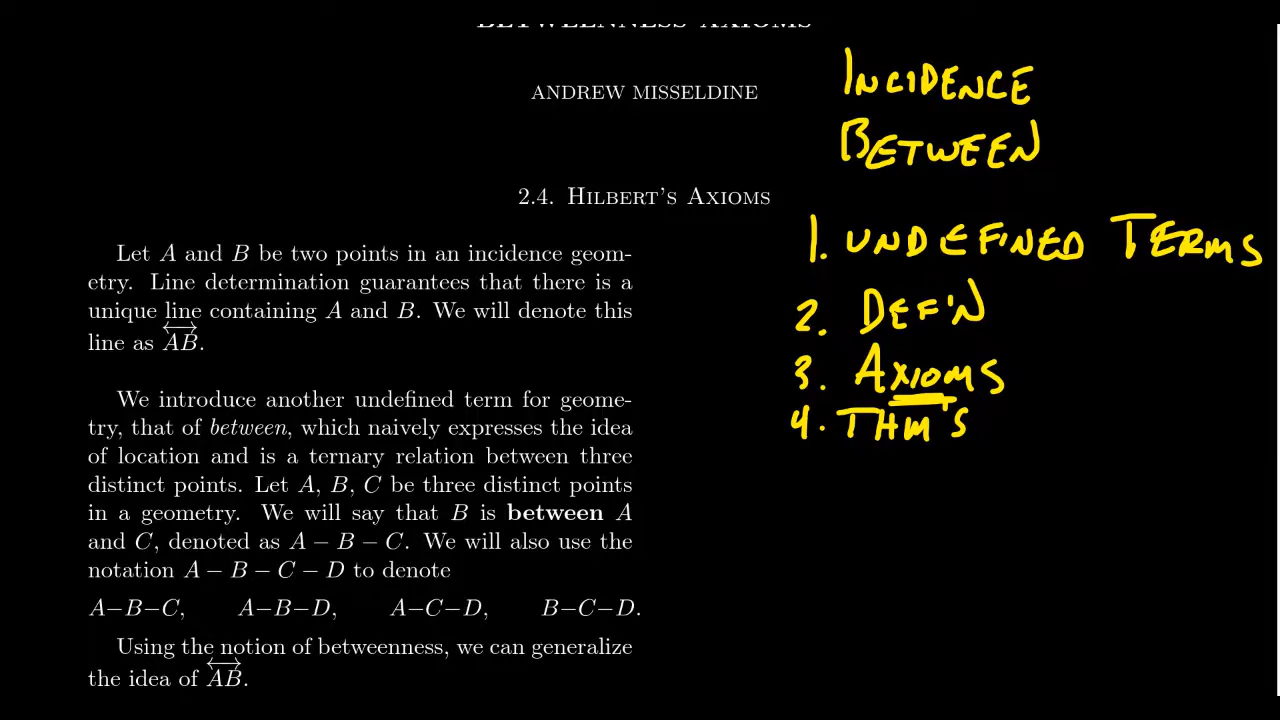 BETWEENNESS AXIOMS
ANDREW MISSELDINE
2.4. Hilbert's Axioms
Let A and B be two points in an incidence geom-
etry. Line determination guarantees that there is a
unique line containing A and B. We will denote this
line as \overleftrightarrow{AB}.
We introduce another undefined term for geome-
try, that of between, which naively expresses the idea
of location and is a ternary relation between three
distinct points. Let A, B, C be three distinct points
in a geometry. We will say that B is between A
and C, denoted as A − B − C. We will also use the
notation A − B − C − D to denote
A−B−C, A−B−D, A−C−D, B−C−D.
Using the notion of betweenness, we can generalize
the idea of \overleftrightarrow{AB}.
INCIDENCE
BETWEEN
1. UNDEFINED TERMS
2. DEF'N
3. AXIOMS
4. THM'S